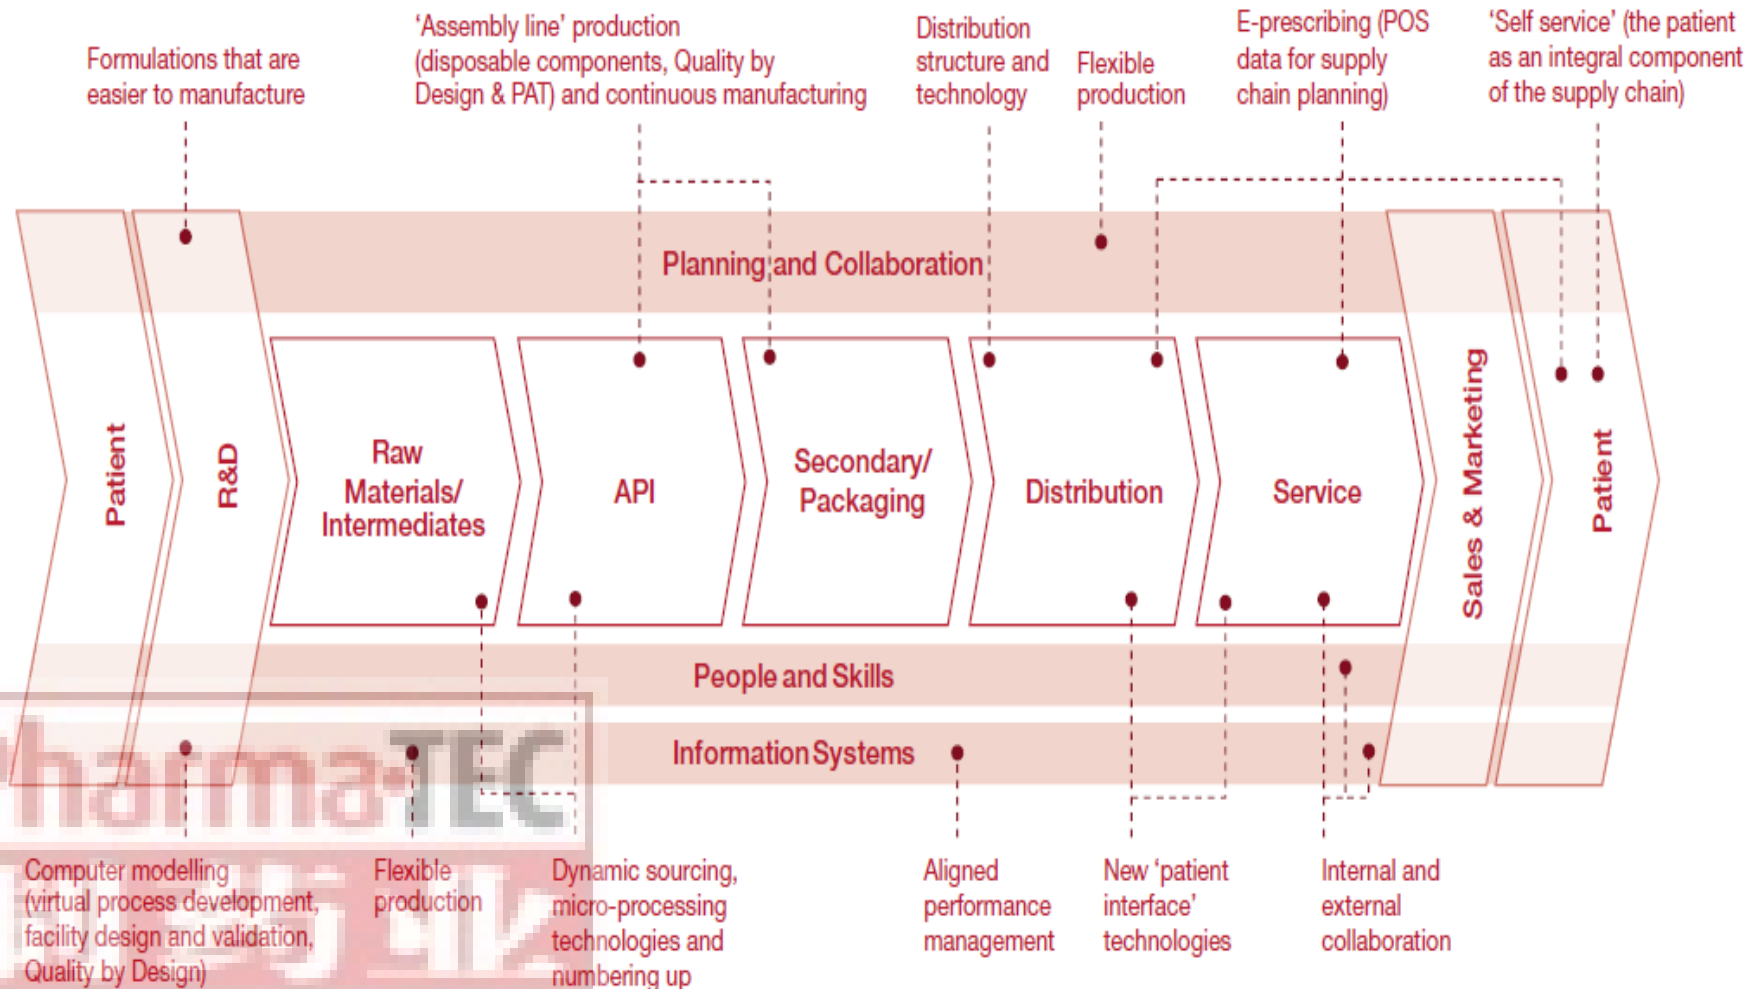 Formulations that are
easier to manufacture
‘Assembly line’ production
(disposable components, Quality by
Design & PAT) and continuous manufacturing
Distribution
structure and
technology
Flexible
production
E-prescribing (POS
data for supply
chain planning)
‘Self service’ (the patient
as an integral component
of the supply chain)
Planning and Collaboration
Patient
R&D
Raw
Materials/
Intermediates
API
Secondary/
Packaging
Distribution
Service
Sales & Marketing
Patient
People and Skills
Information Systems
PharmaTEC
Computer modelling
(virtual process development,
facility design and validation,
Quality by Design)
Flexible
production
Dynamic sourcing,
micro-processing
technologies and
numbering up
Aligned
performance
management
New ‘patient
interface’
technologies
Internal and
external
collaboration